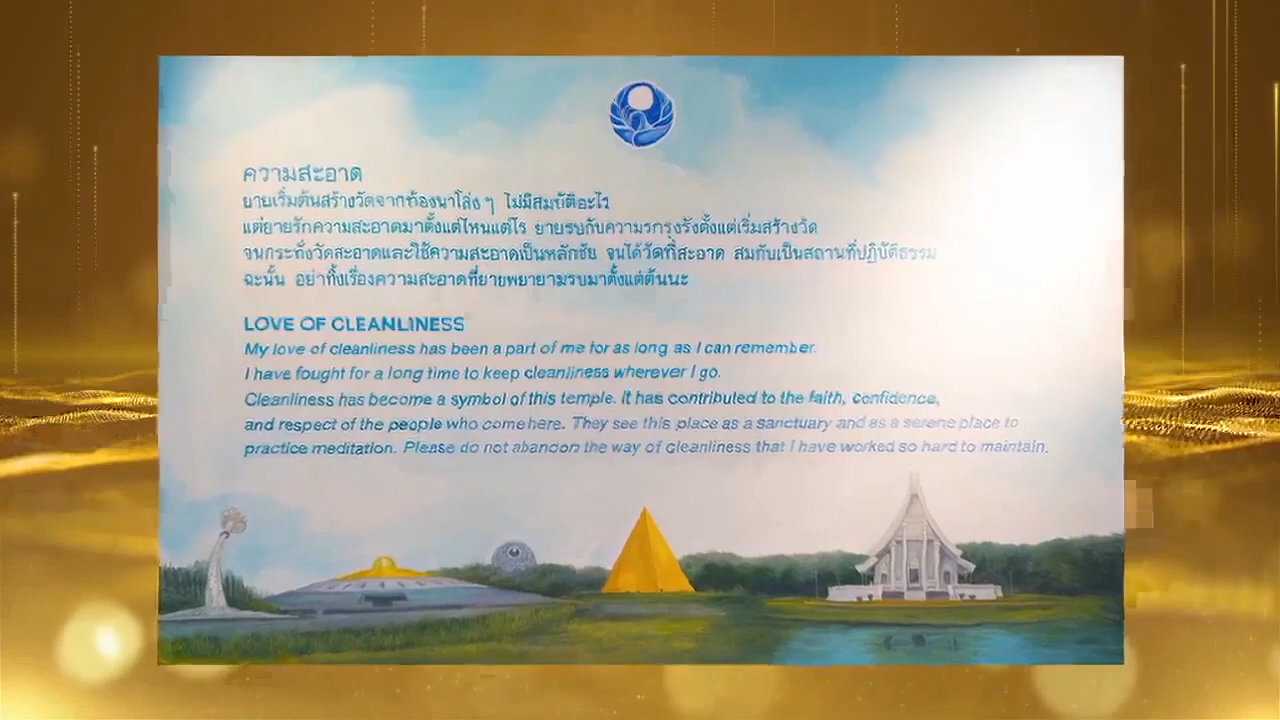 ความสะอาด
ยายเริ่มต้นสร้างวัดจากท้องนาโล่ง ๆ ไม่มีสมบัติอะไร
แต่ยายรักความสะอาดมาตั้งแต่ไหนแต่ไร ยายรบกับความรกรุงรังตั้งแต่เริ่มสร้างวัด
จนกระทั่งวัดสะอาดและใช้ความสะอาดเป็นหลักชัย จนได้วัดที่สะอาด สมกับเป็นสถานที่ปฏิบัติธรรม
ฉะนั้น อย่าทิ้งเรื่องความสะอาดที่ยายพยายามรบมาตั้งแต่ต้นนะ
LOVE OF CLEANLINESS
My love of cleanliness has been a part of me for as long as I can remember.
I have fought for a long time to keep cleanliness wherever I go.
Cleanliness has become a symbol of this temple. It has contributed to the faith, confidence,
and respect of the people who come here. They see this place as a sanctuary and as a serene place to
practice meditation. Please do not abandon the way of cleanliness that I have worked so hard to maintain.